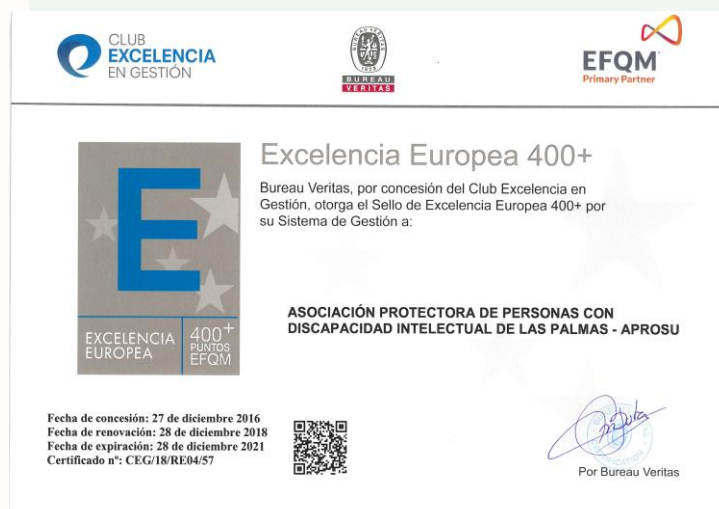 CLUB
EXCELENCIA
EN GESTIÓN
BUREAU VERITAS
1828
BUREAU
VERITAS
EFQM
Primary Partner
Excelencia Europea 400+
Bureau Veritas, por concesión del Club Excelencia en
Gestión, otorga el Sello de Excelencia Europea 400+ por
su Sistema de Gestión a:
E
EXCELENCIA
EUROPEA
400+
PUNTOS
EFQM
ASOCIACIÓN PROTECTORA DE PERSONAS CON
DISCAPACIDAD INTELECTUAL DE LAS PALMAS - APROSU
Fecha de concesión: 27 de diciembre 2016
Fecha de renovación: 28 de diciembre 2018
Fecha de expiración: 28 de diciembre 2021
Certificado nº: CEG/18/RE04/57
Por Bureau Veritas